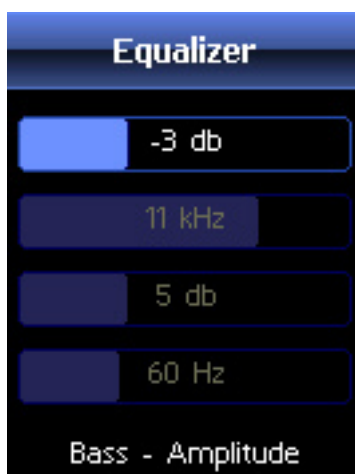 Equalizer
-3 db
11 kHz
5 db
60 Hz
Bass - Amplitude